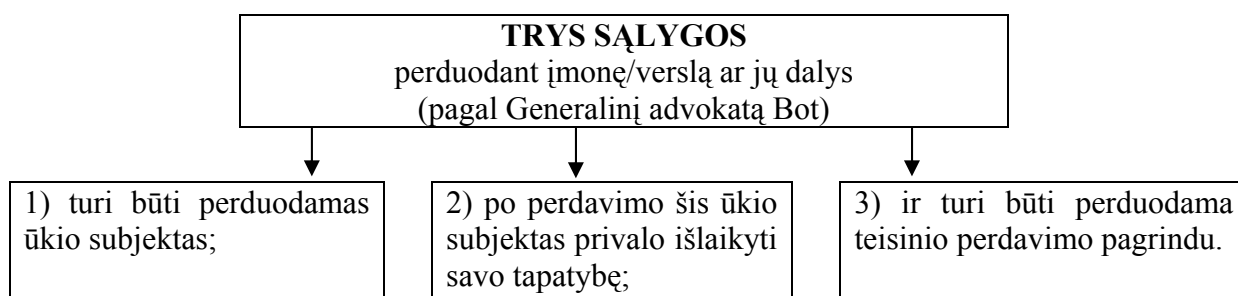 TRYS SĄLYGOS
perduodant įmonę/verslą ar jų dalys
(pagal Generalinį advokatą Bot)
1) turi būti perduodamas
ūkio subjektas;
2) po perdavimo šis ūkio
subjektas privalo išlaikyti
savo tapatybę;
3) ir turi būti perduodama
teisinio perdavimo pagrindu.